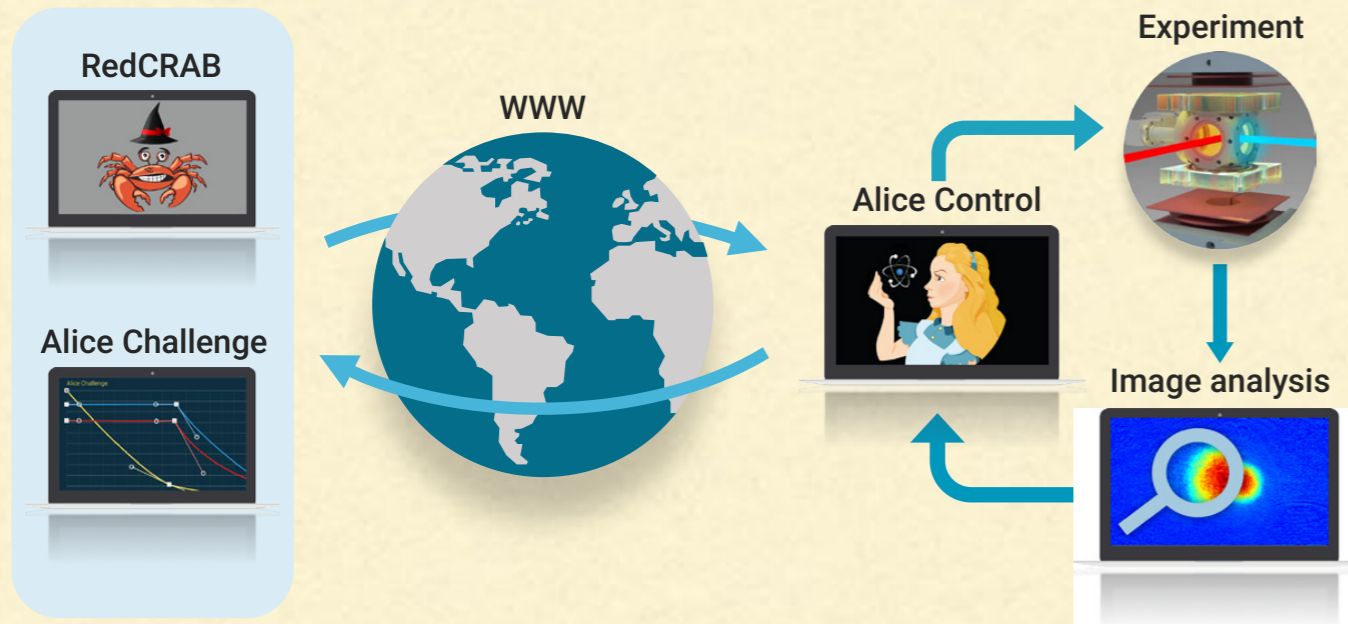 RedCRAB
Alice Challenge
Alice Challenge
WWW
Alice Control
Experiment
Image analysis